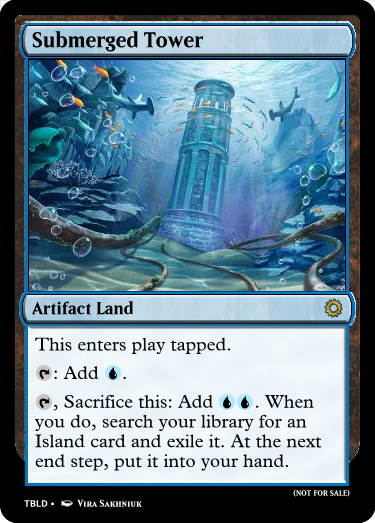 Submerged Tower
Artifact Land
This enters play tapped.
: Add .
, Sacrifice this: Add . When
you do, search your library for an
Island card and exile it. At the next
end step, put it into your hand.
(NOT FOR SALE)
TBLD • Vira Sakhniuk